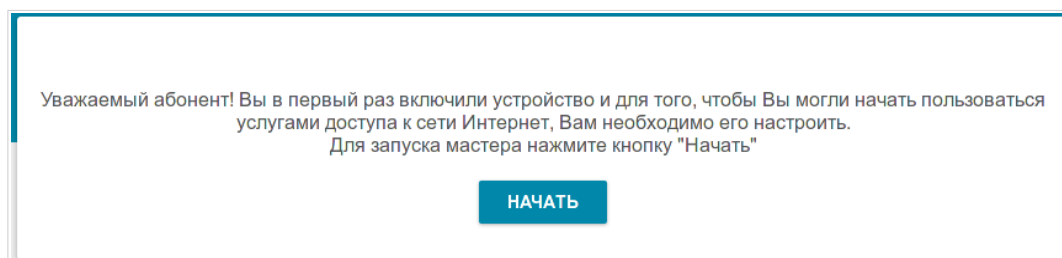 Уважаемый абонент! Вы в первый раз включили устройство и для того, чтобы Вы могли начать пользоваться
услугами доступа к сети Интернет, Вам необходимо его настроить.
Для запуска мастера нажмите кнопку "Начать"
НАЧАТЬ